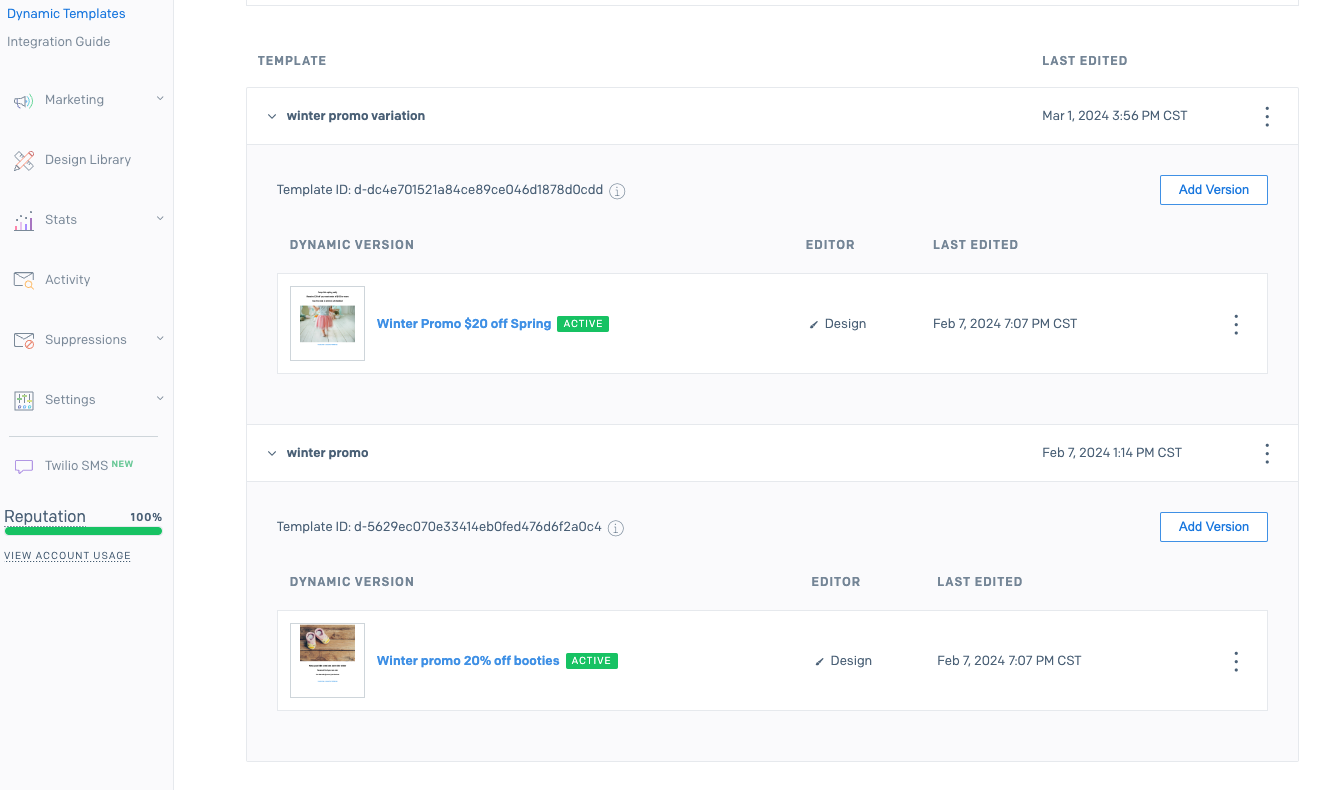 Dynamic Templates
Integration Guide
Marketing
Design Library
Stats
Activity
Suppressions
Settings
Twilio SMS NEW
Reputation 100%
VIEW ACCOUNT USAGE
TEMPLATE LAST EDITED
winter promo variation Mar 1, 2024 3:56 PM CST
Template ID: d-dc4e701521a84ce89ce046d1878d0cdd Add Version
DYNAMIC VERSION EDITOR LAST EDITED
Winter Promo $20 off Spring ACTIVE Design Feb 7, 2024 7:07 PM CST
winter promo Feb 7, 2024 1:14 PM CST
Template ID: d-5629ec070e33414eb0fed476d6f2a0c4 Add Version
DYNAMIC VERSION EDITOR LAST EDITED
Winter promo 20% off booties ACTIVE Design Feb 7, 2024 7:07 PM CST